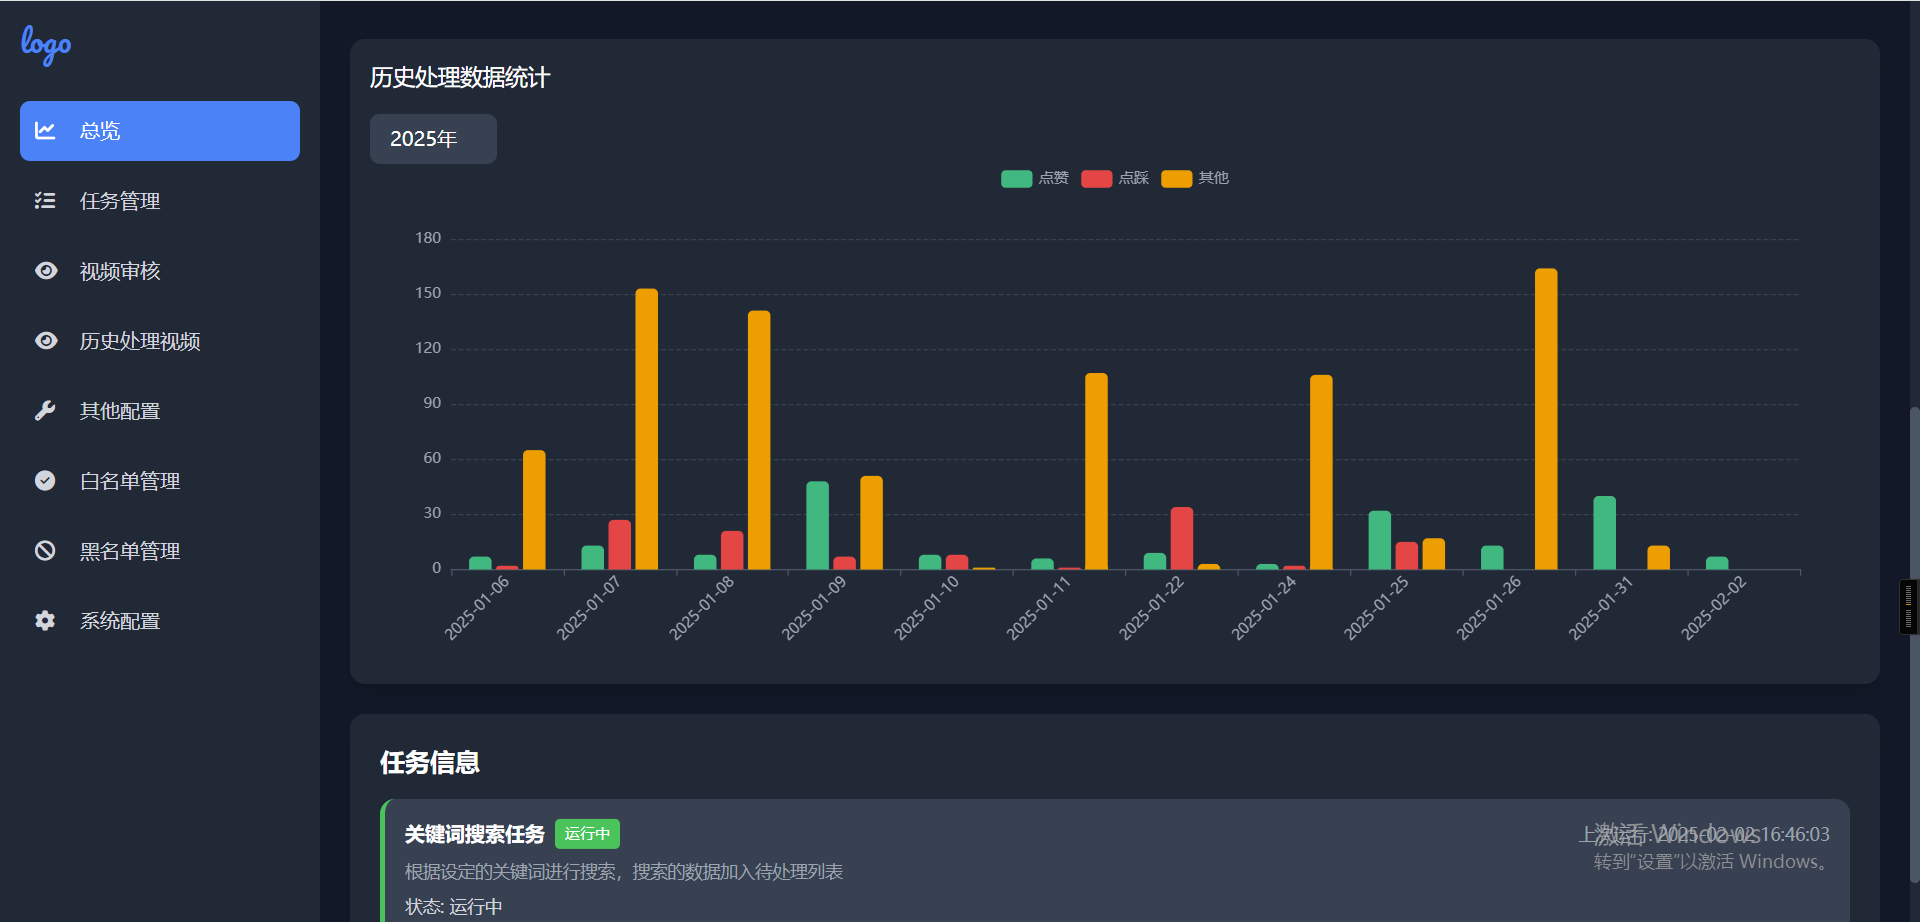 logo
总览
任务管理
视频审核
历史处理视频
其他配置
白名单管理
黑名单管理
系统配置
历史处理数据统计
2025年
点赞 点踩 其他
180
150
120
90
60
30
0
2025-01-06 2025-01-07 2025-01-08 2025-01-09 2025-01-10 2025-01-11 2025-01-22 2025-01-24 2025-01-25 2025-01-26 2025-01-31 2025-02-02
任务信息
关键词搜索任务 运行中
上次运行: 2025-02-02 16:46:03
激活 Windows
转到“设置”以激活 Windows。
根据设定的关键词进行搜索，搜索的数据加入待处理列表
状态: 运行中